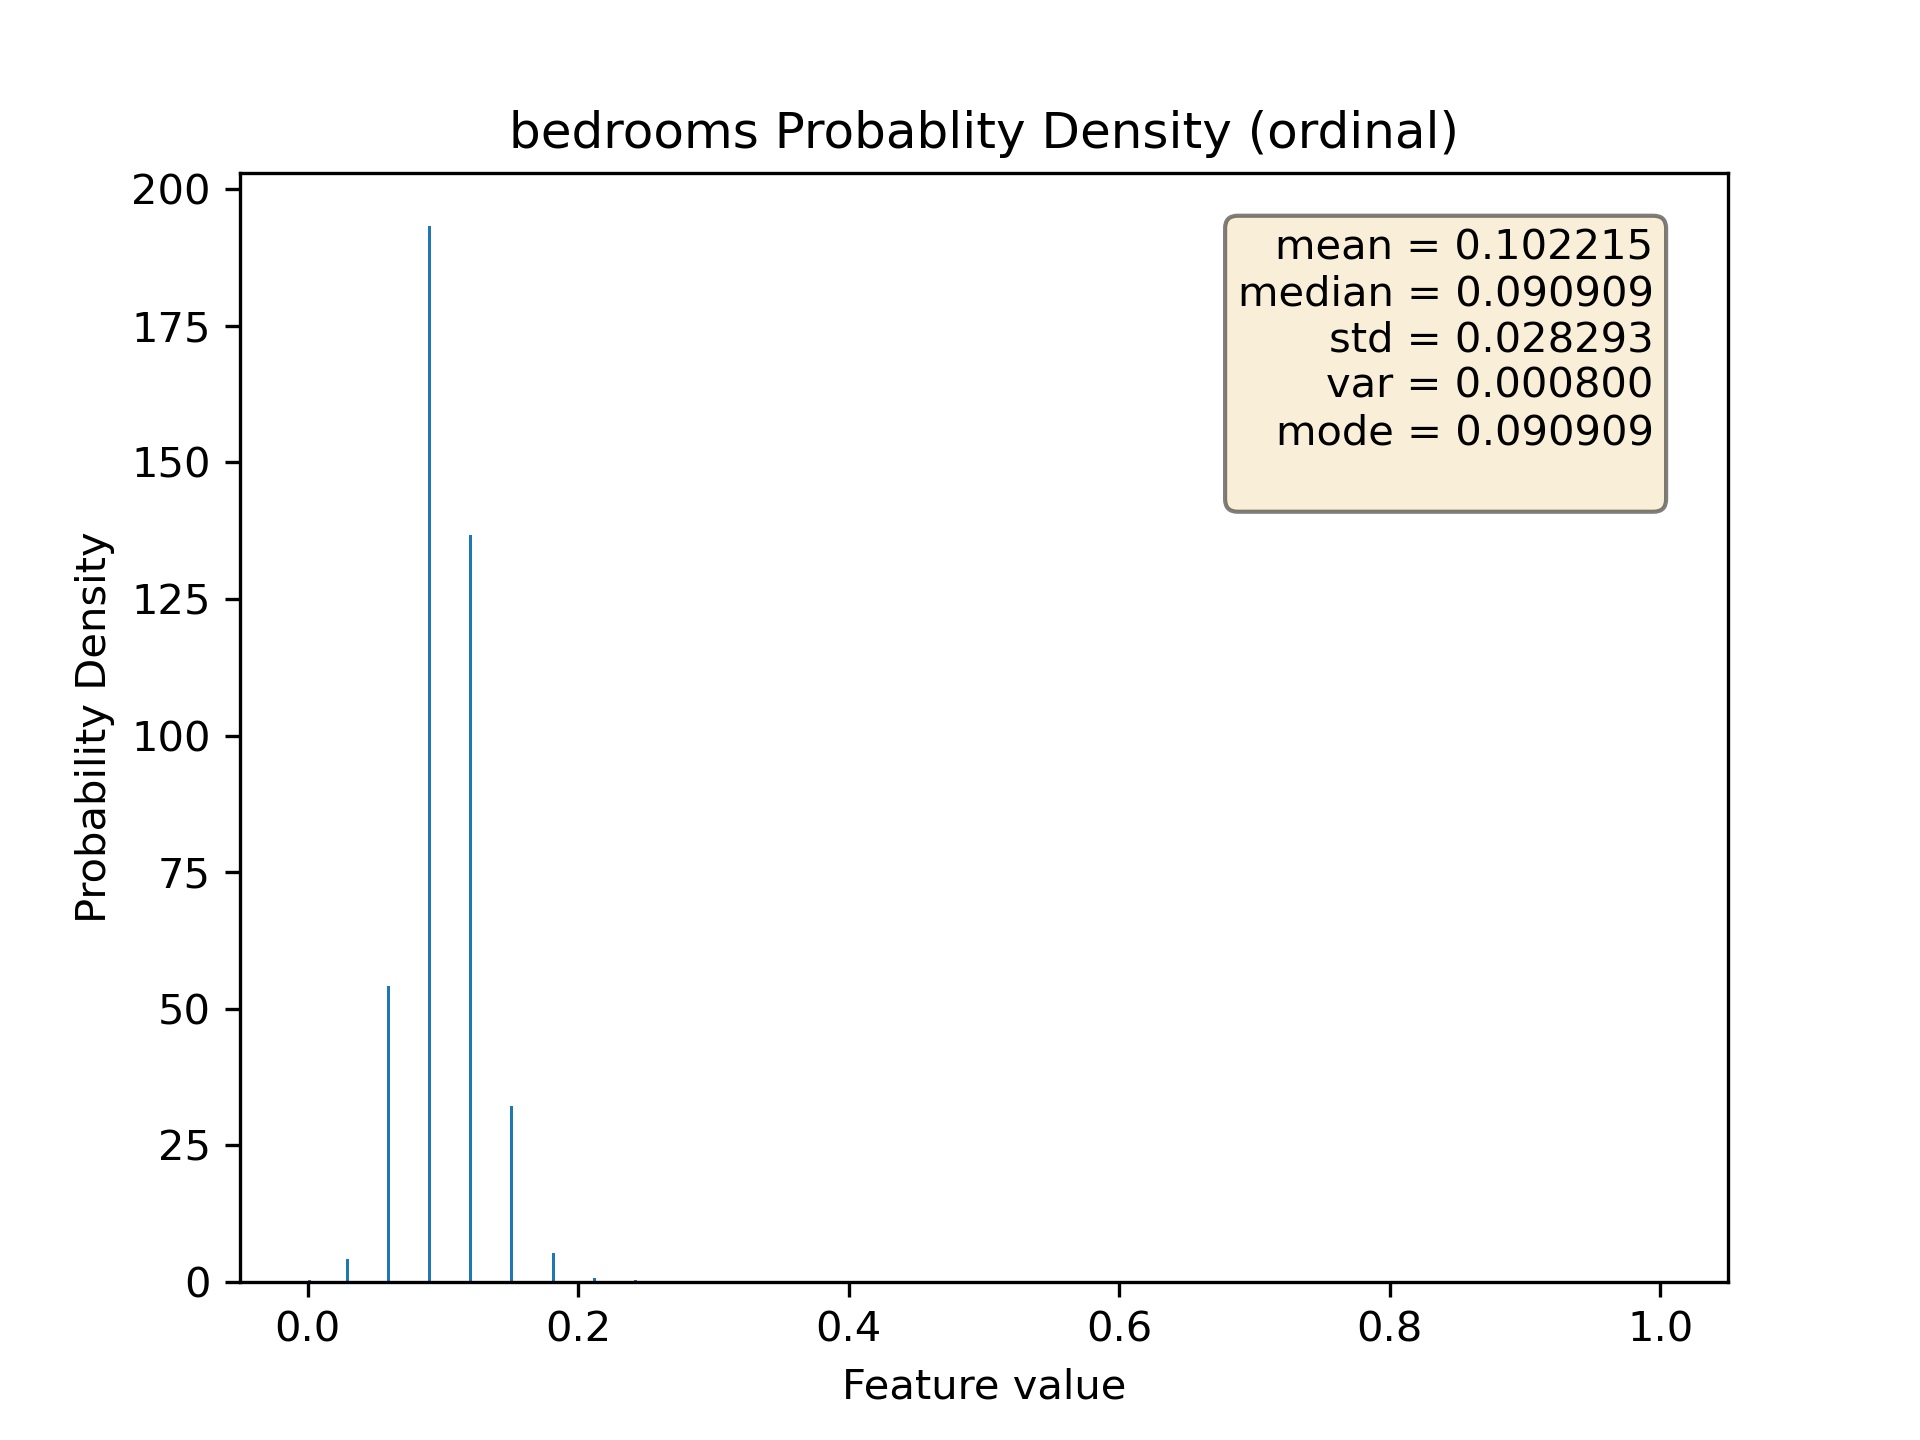 bedrooms Probablity Density (ordinal)
mean = 0.102215
median = 0.090909
std = 0.028293
var = 0.000800
mode = 0.090909
Probability Density
200
175
150
125
100
75
50
25
0
0.0 0.2 0.4 0.6 0.8 1.0
Feature value